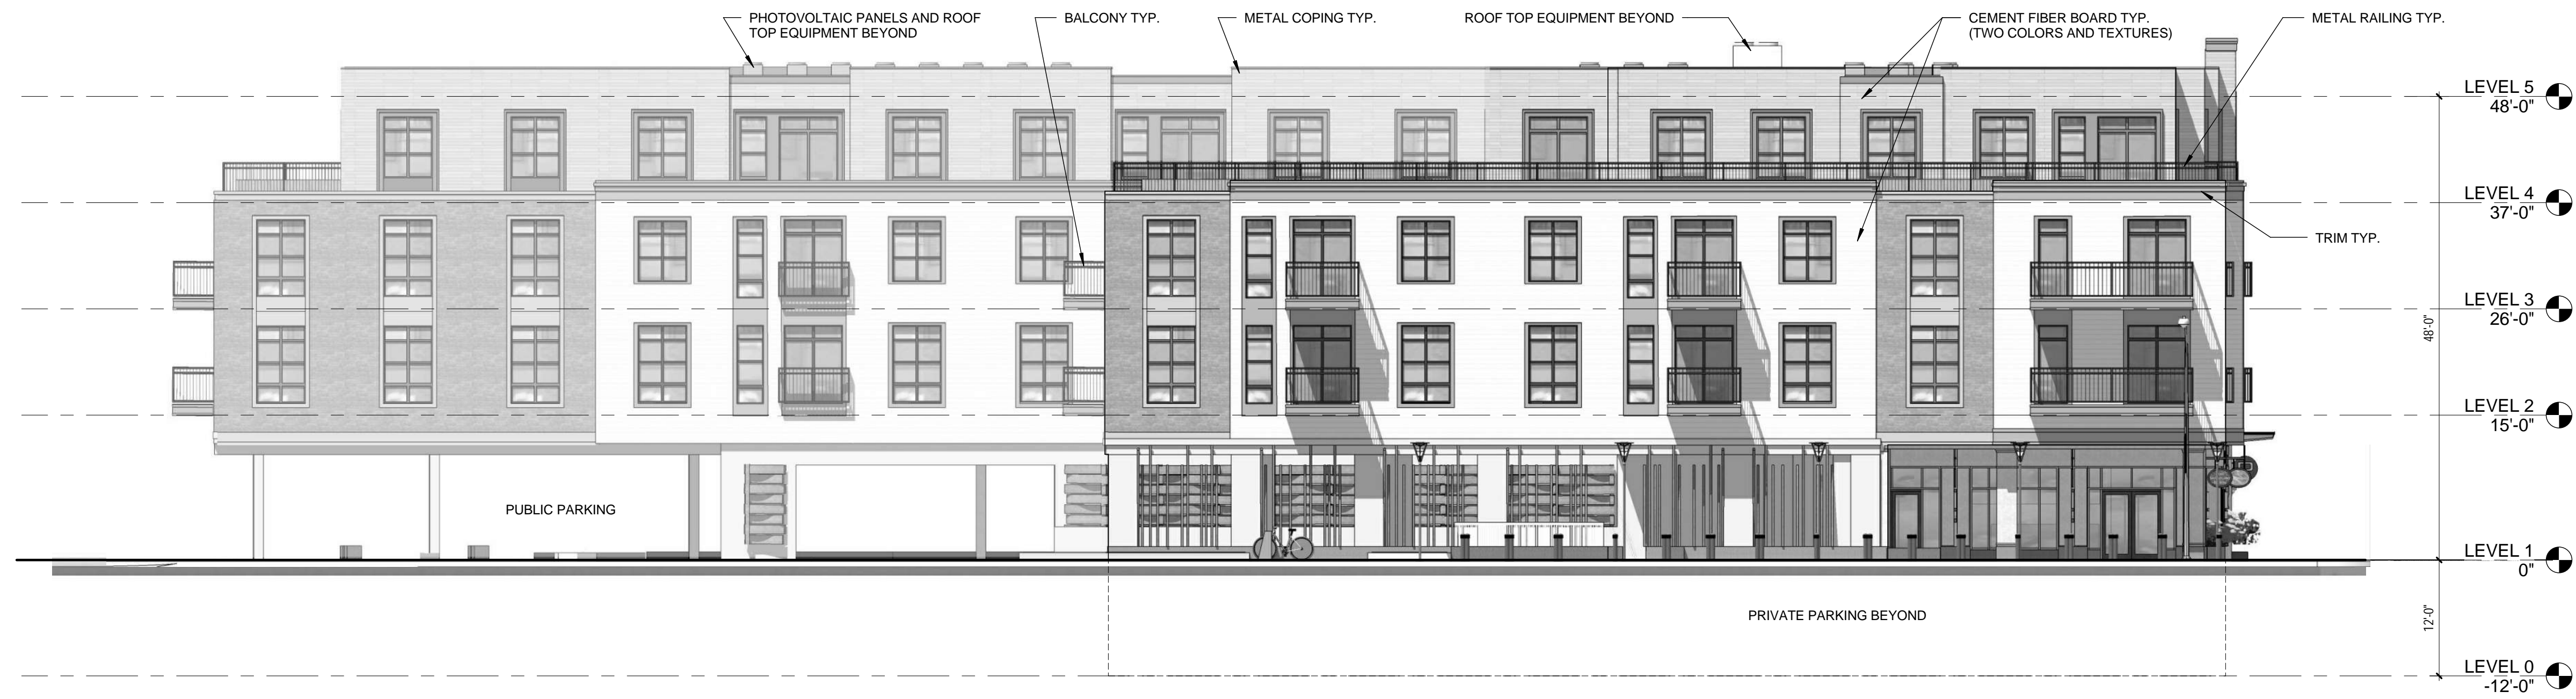 PHOTOVOLTAIC PANELS AND ROOF
TOP EQUIPMENT BEYOND
BALCONY TYP.
METAL COPING TYP.
ROOF TOP EQUIPMENT BEYOND
CEMENT FIBER BOARD TYP.
(TWO COLORS AND TEXTURES)
METAL RAILING TYP.
LEVEL 5
48'-0"
LEVEL 4
37'-0"
TRIM TYP.
LEVEL 3
26'-0"
48'-0"
LEVEL 2
15'-0"
PUBLIC PARKING
LEVEL 1
0"
PRIVATE PARKING BEYOND
12'-0"
LEVEL 0
-12'-0"